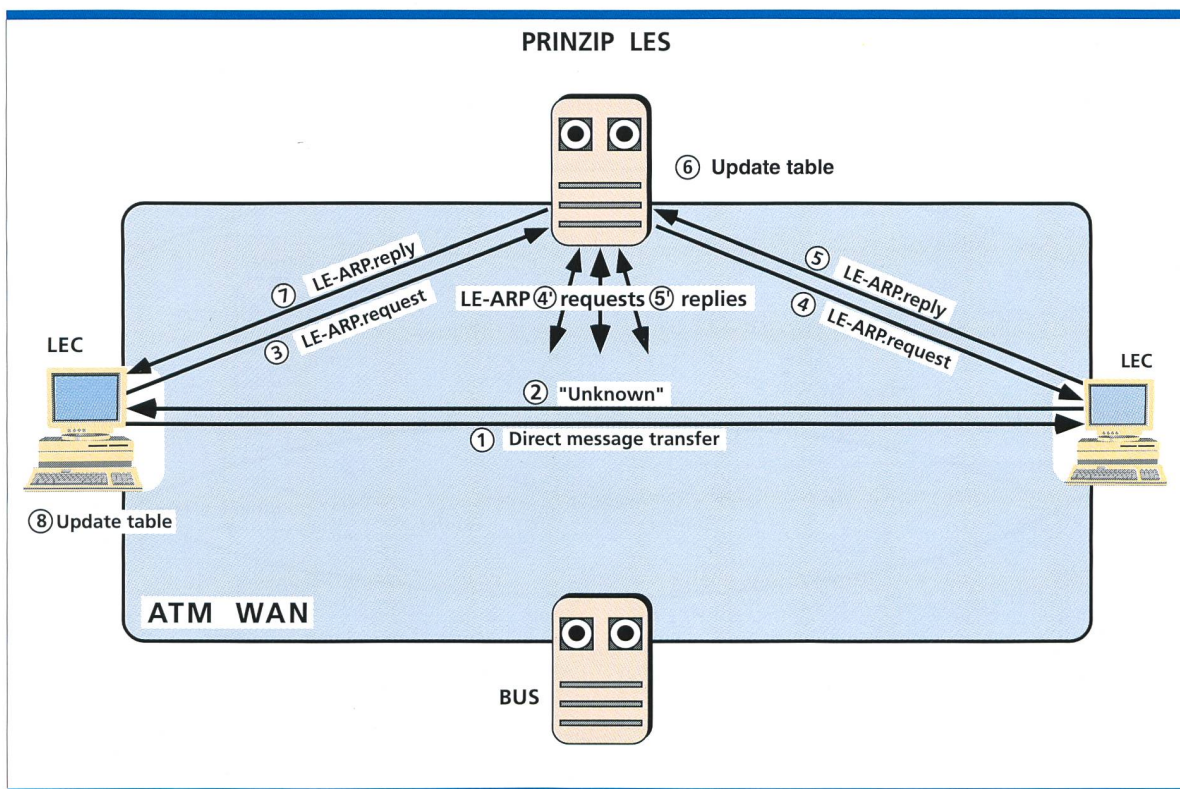 PRINZIP LES
⑥ Update table
⑦ LE-ARP.reply
③ LE-ARP.request
LE-ARP ④' requests ⑤' replies
⑤ LE-ARP.reply
④ LE-ARP.request
LEC
LEC
② "Unknown"
① Direct message transfer
⑧ Update table
ATM WAN
BUS